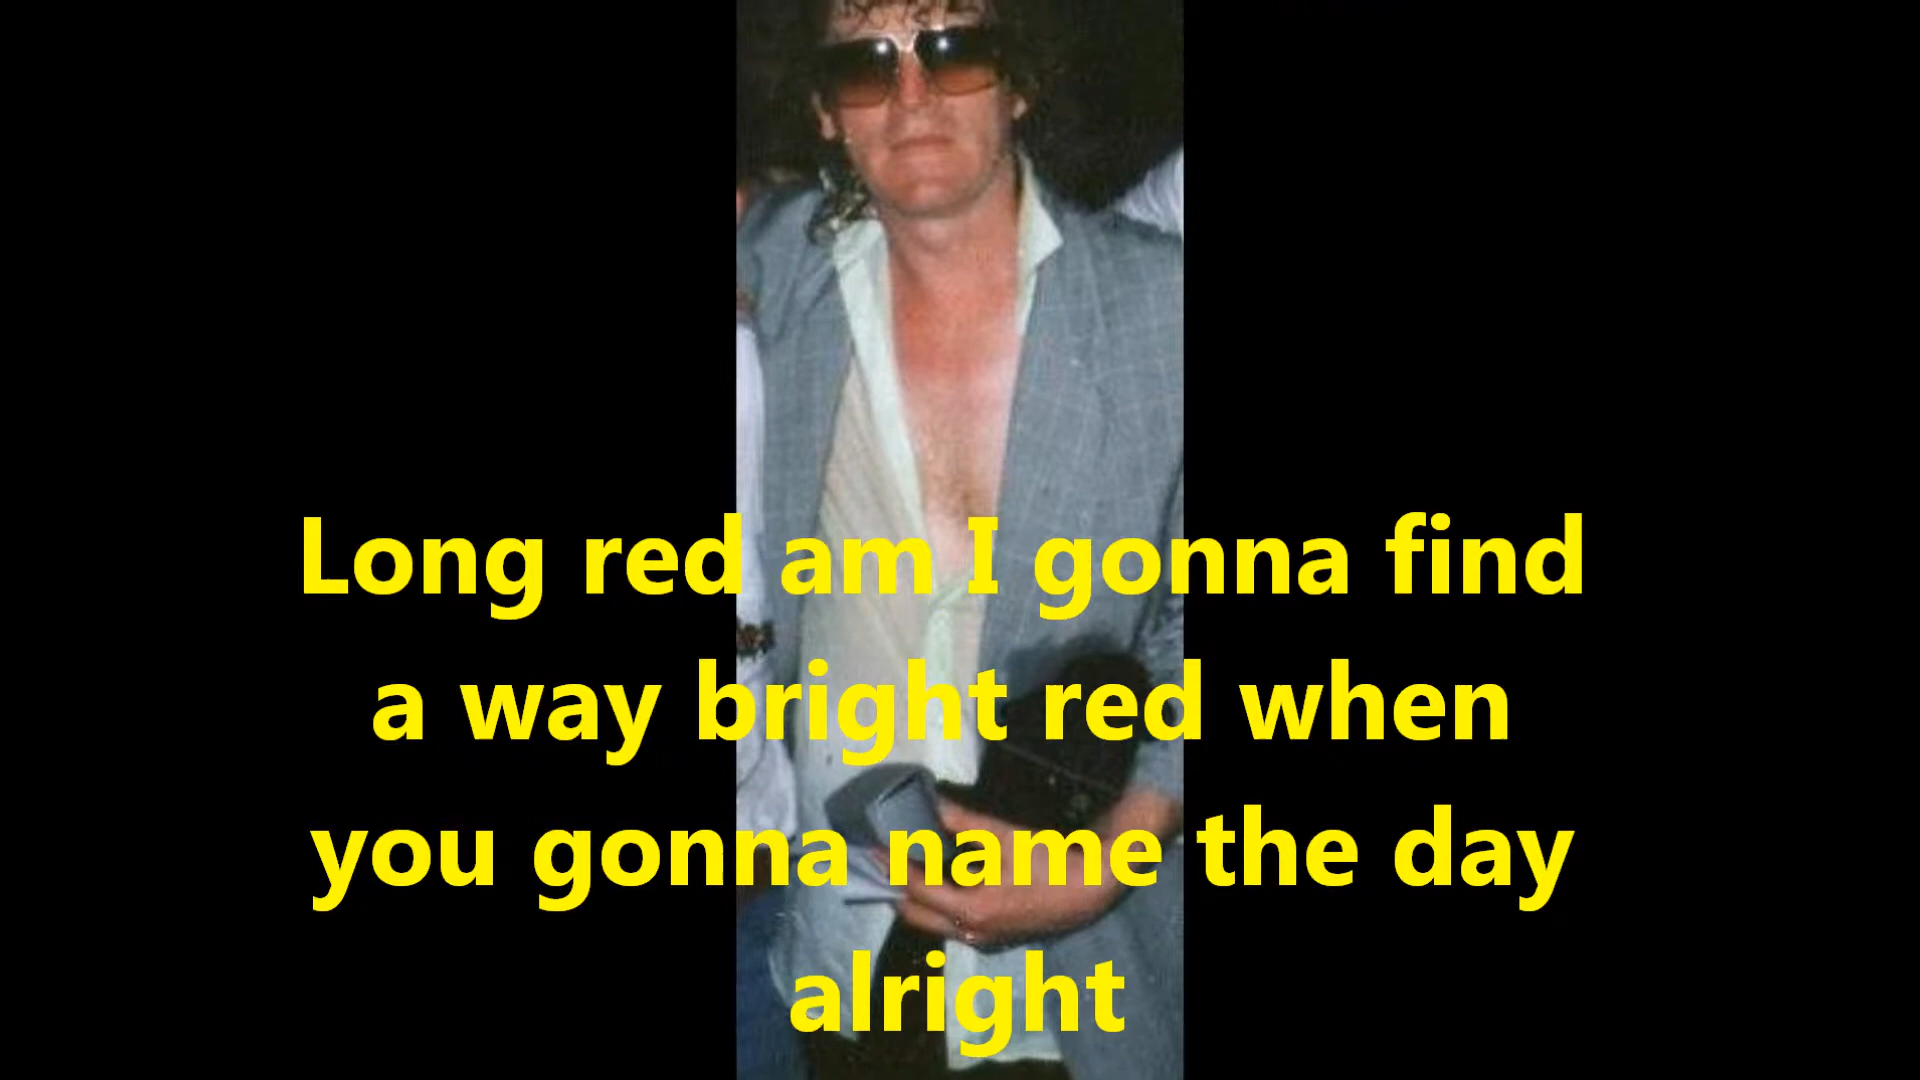 Long red am I gonna find
a way bright red when
you gonna name the day
alright